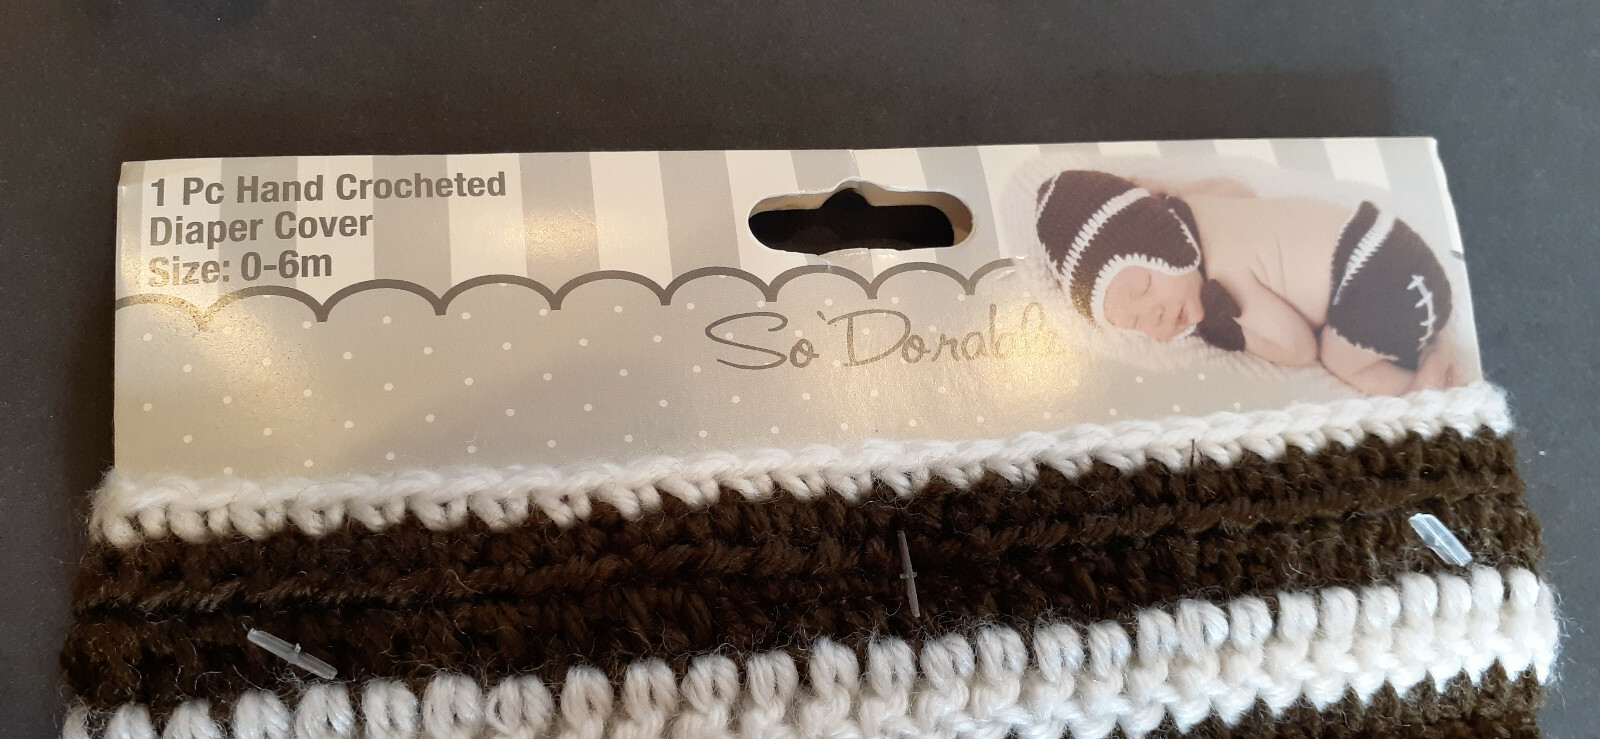 1 Pc Hand Crocheted
Diaper Cover
Size: 0-6m
So'Dorable